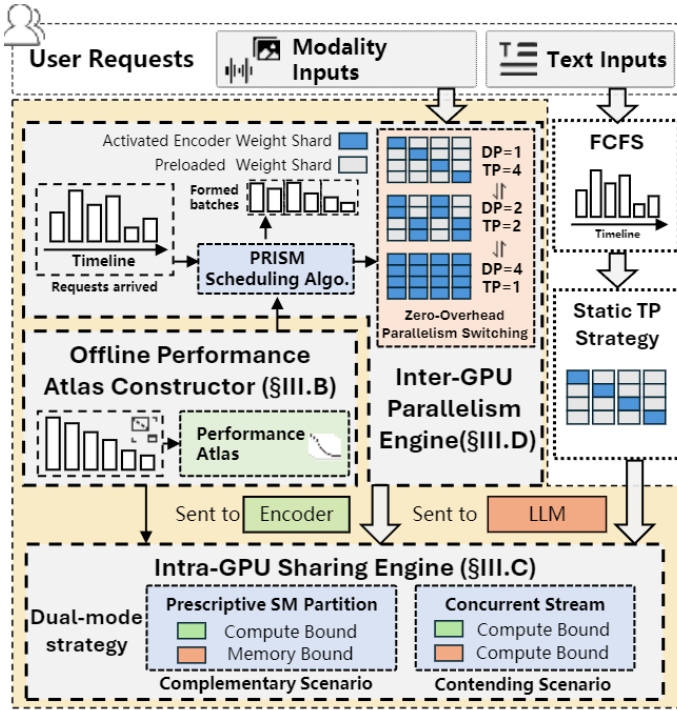 User Requests
Modality
Inputs
Text Inputs
Activated Encoder Weight Shard
Preloaded Weight Shard
Formed
batches
Timeline
Requests arrived
PRISM
Scheduling Algo.
DP=1
TP=4
DP=2
TP=2
DP=4
TP=1
Zero-Overhead
Parallelism Switching
FCFS
Timeline
Static TP
Strategy
Offline Performance
Atlas Constructor (§III.B)
Performance
Atlas
Inter-GPU
Parallelism
Engine(§III.D)
Sent to Encoder
Sent to LLM
Intra-GPU Sharing Engine (§III.C)
Dual-mode
strategy
Prescriptive SM Partition
Compute Bound
Memory Bound
Complementary Scenario
Concurrent Stream
Compute Bound
Compute Bound
Contending Scenario